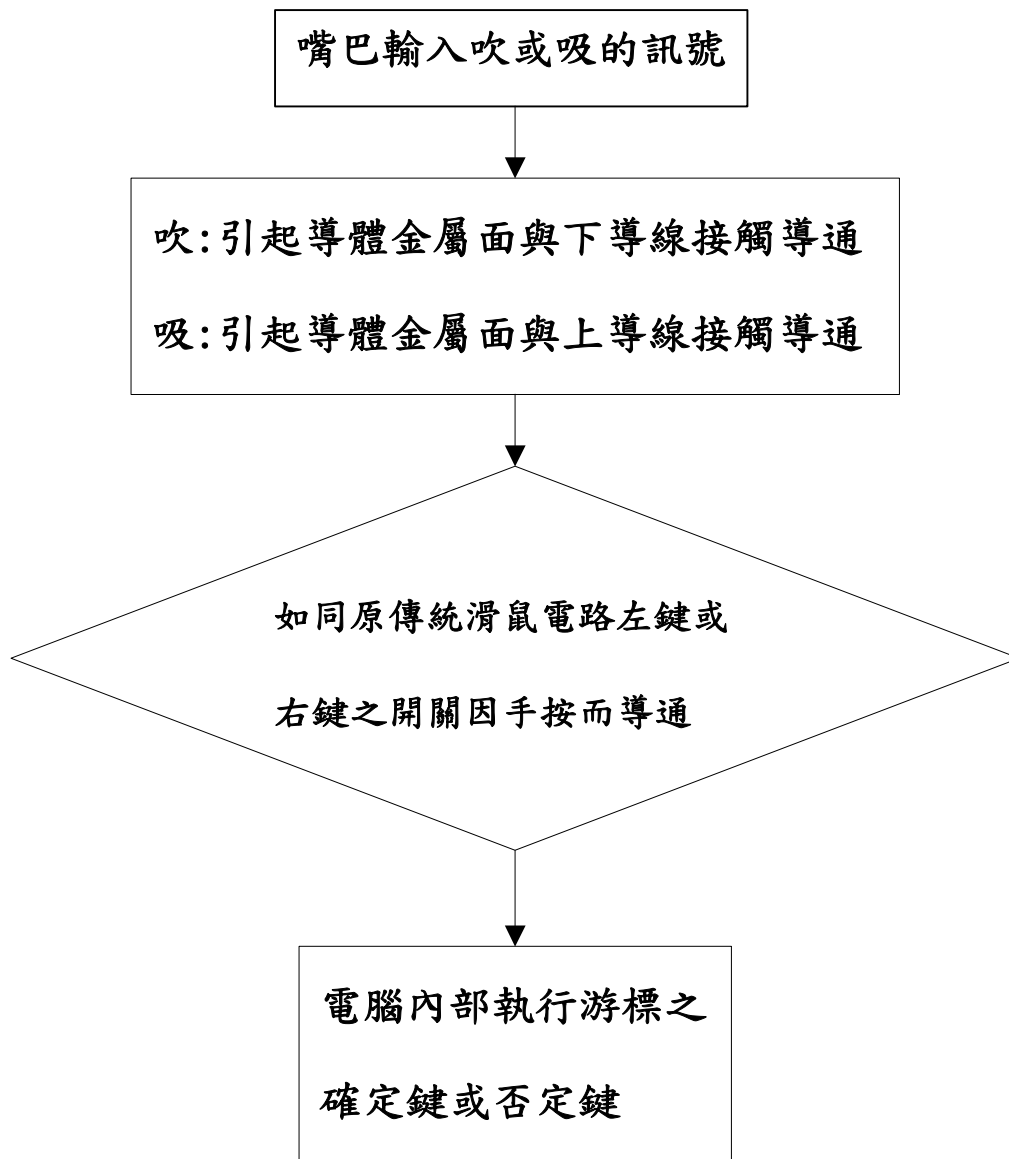 嘴巴輸入吹或吸的訊號
吹:引起導體金屬面與下導線接觸導通
吸:引起導體金屬面與上導線接觸導通
如同原傳統滑鼠電路左鍵或
右鍵之開關因手按而導通
電腦內部執行游標之
確定鍵或否定鍵